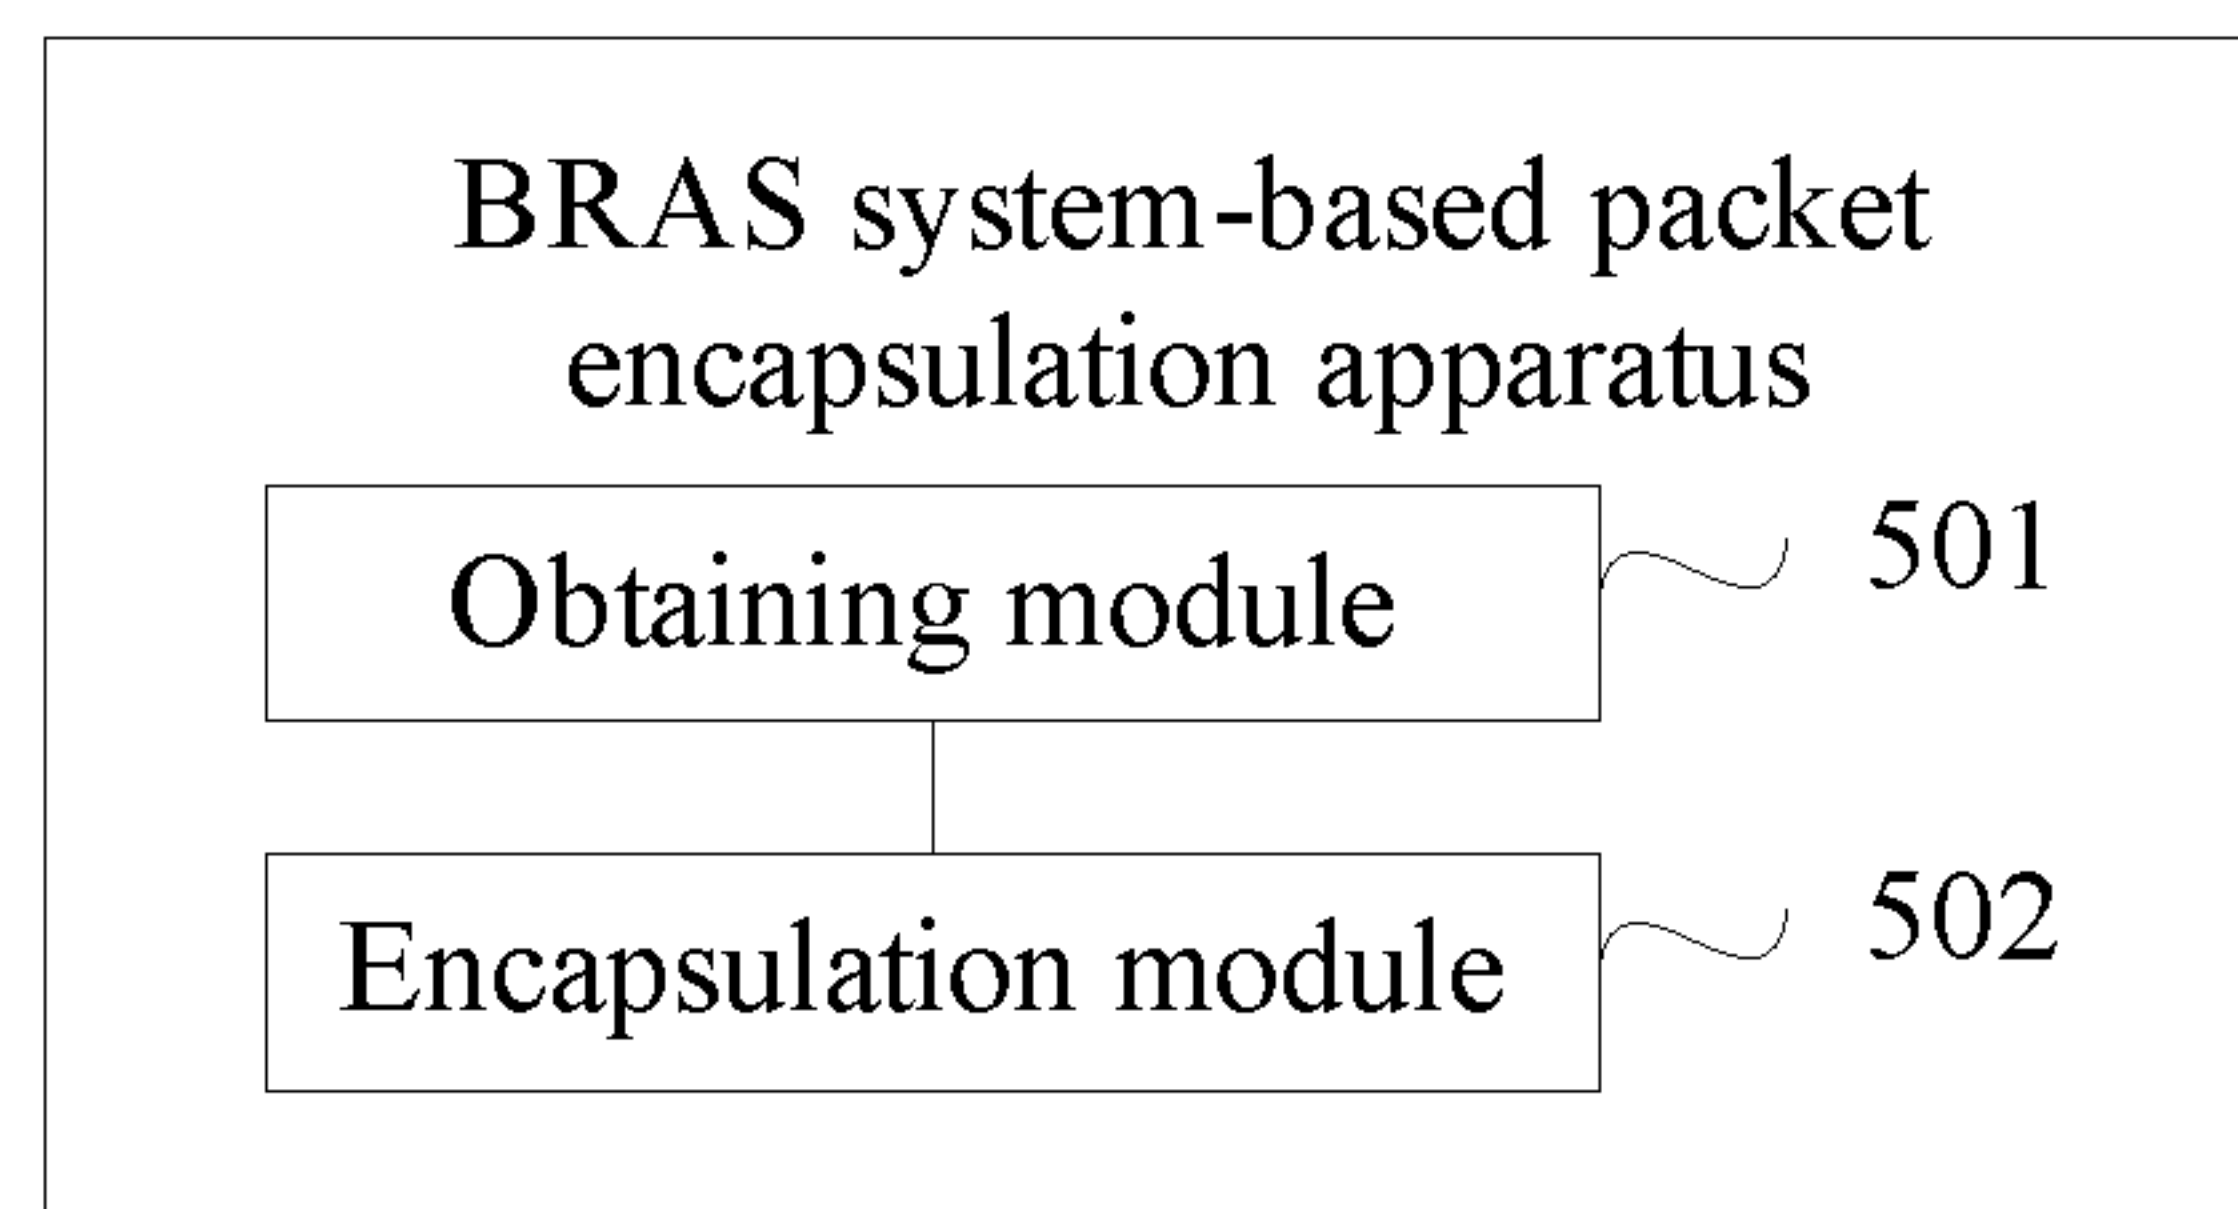 BRAS system-based packet
encapsulation apparatus
Obtaining module
501
Encapsulation module
502